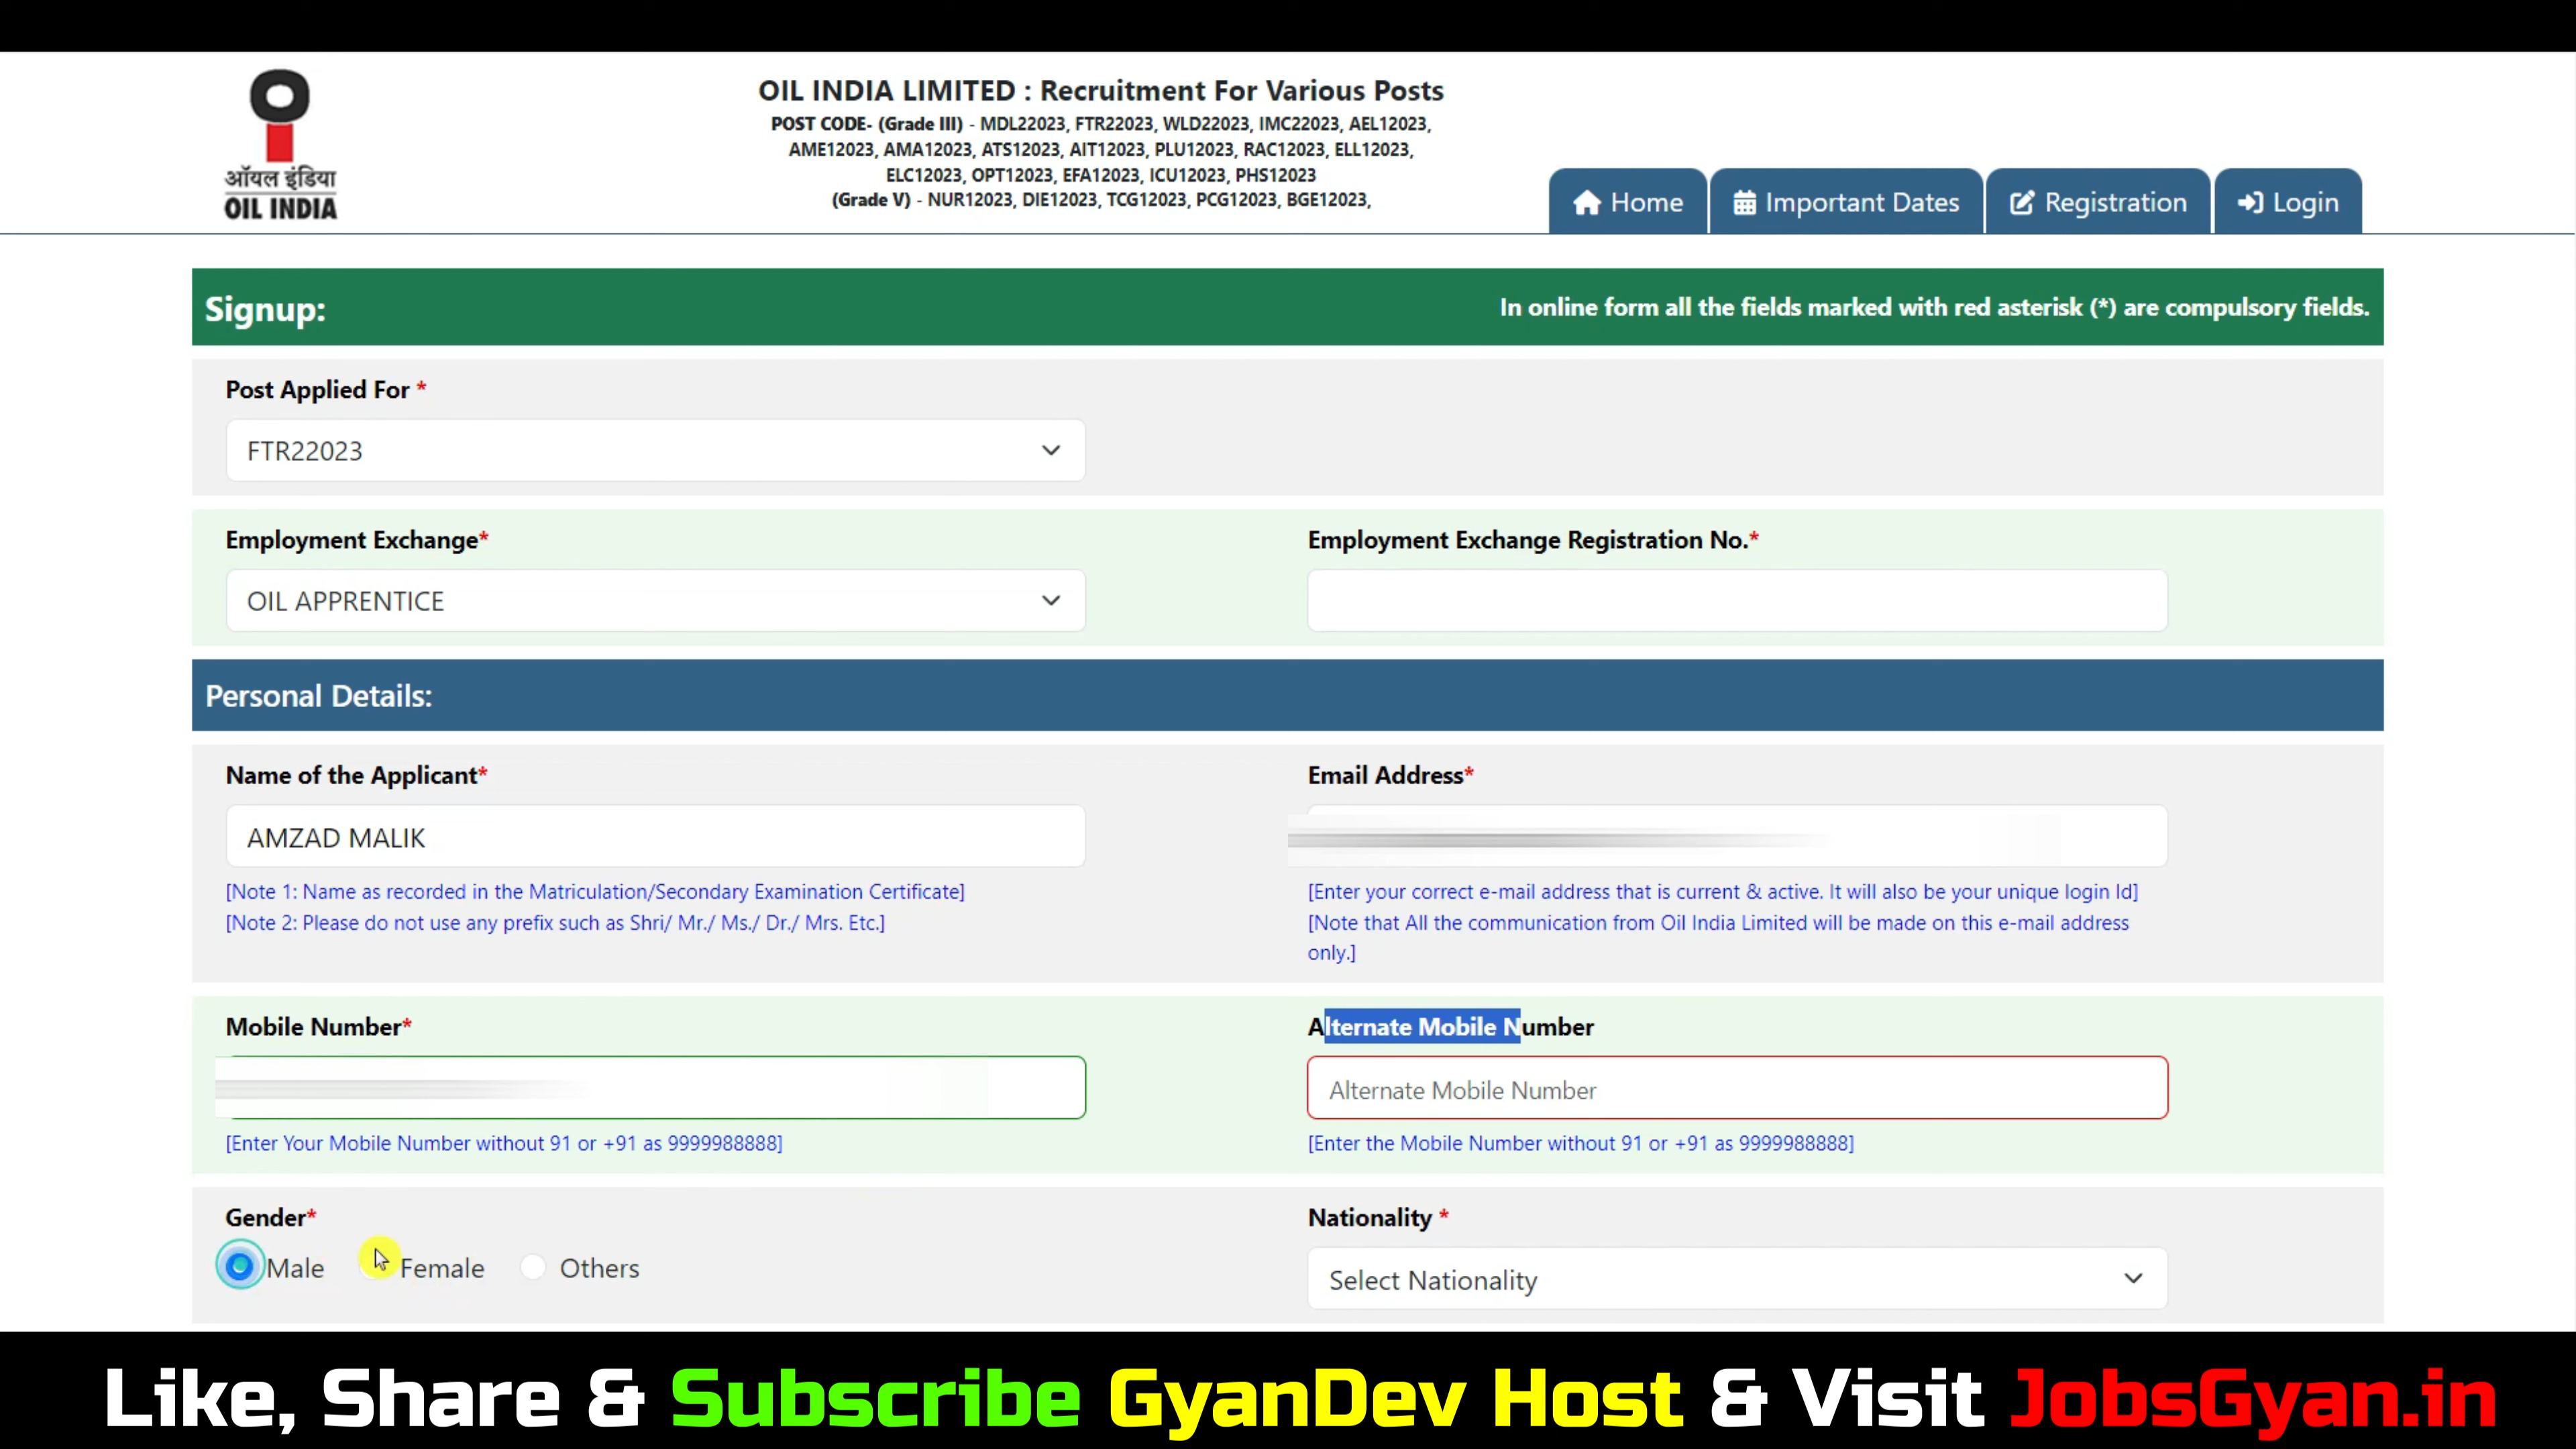 ऑयल इंडिया
OIL INDIA
OIL INDIA LIMITED : Recruitment For Various Posts
POST CODE- (Grade III) - MDL22023, FTR22023, WLD22023, IMC22023, AEL12023,
AME12023, AMA12023, ATS12023, AIT12023, PLU12023, RAC12023, ELL12023,
ELC12023, OPT12023, EFA12023, ICU12023, PHS12023
(Grade V) - NUR12023, DIE12023, TCG12023, PCG12023, BGE12023,
Home Important Dates Registration Login
Signup: In online form all the fields marked with red asterisk (*) are compulsory fields.
Post Applied For *
FTR22023
Employment Exchange* Employment Exchange Registration No.*
OIL APPRENTICE
Personal Details:
Name of the Applicant* Email Address*
AMZAD MALIK
[Note 1: Name as recorded in the Matriculation/Secondary Examination Certificate] [Enter your correct e-mail address that is current & active. It will also be your unique login Id]
[Note 2: Please do not use any prefix such as Shri/ Mr./ Ms./ Dr./ Mrs. Etc.] [Note that All the communication from Oil India Limited will be made on this e-mail address
only.]
Mobile Number* Alternate Mobile Number
Alternate Mobile Number
[Enter Your Mobile Number without 91 or +91 as 9999988888] [Enter the Mobile Number without 91 or +91 as 9999988888]
Gender* Nationality *
Male Female Others Select Nationality
Like, Share & Subscribe GyanDev Host & Visit JobsGyan.in